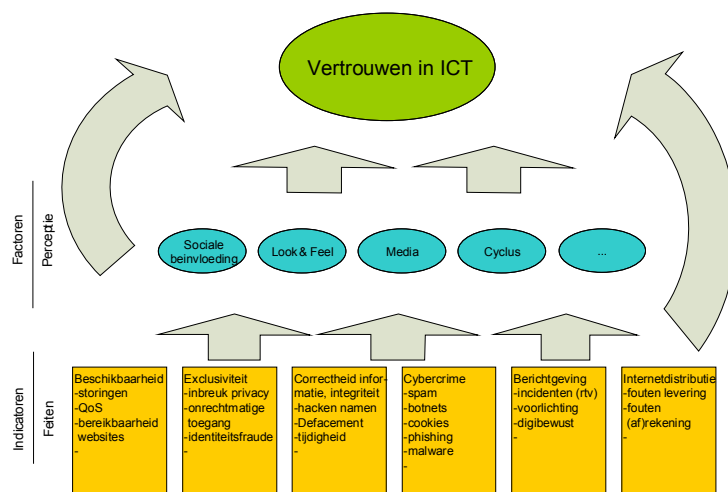 Vertrouwen in ICT
Factoren
Perceptie
Sociale
beinvloeding
Look & Feel
Media
Cyclus
...
Indicatoren
Feiten
Beschikbaarheid
-storingen
-QoS
-bereikbaarheid
websites
-
Exclusiviteit
-inbreuk privacy
-onrechtmatige
toegang
-identiteitsfraude
Correctheid infor-
matie, integriteit
-hacken namen
-Defacement
-tijdigheid
-
Cybercrime
-spam
-botnets
-cookies
-phishing
-malware
-
Berichtgeving
-incidenten (rtv)
-voorlichting
-digibewust
-
Internetdistributie
-fouten levering
-fouten
(af)rekening
-